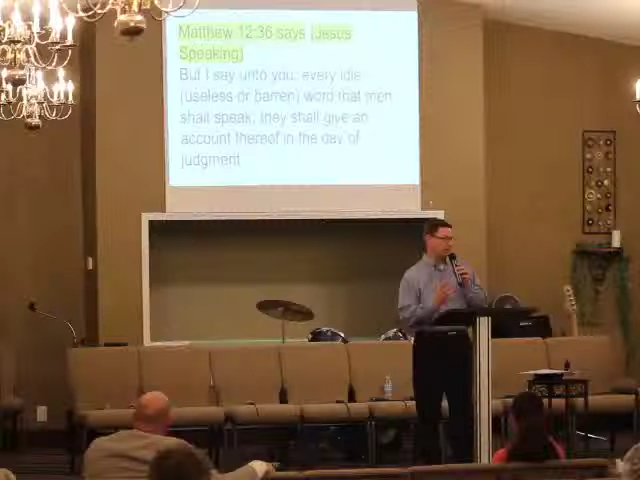 Matthew 12:36 says [Jesus
Speaking]
But I say unto you, every idle
(useless or barren) word that men
shall speak, they shall give an
account thereof in the day of
judgment